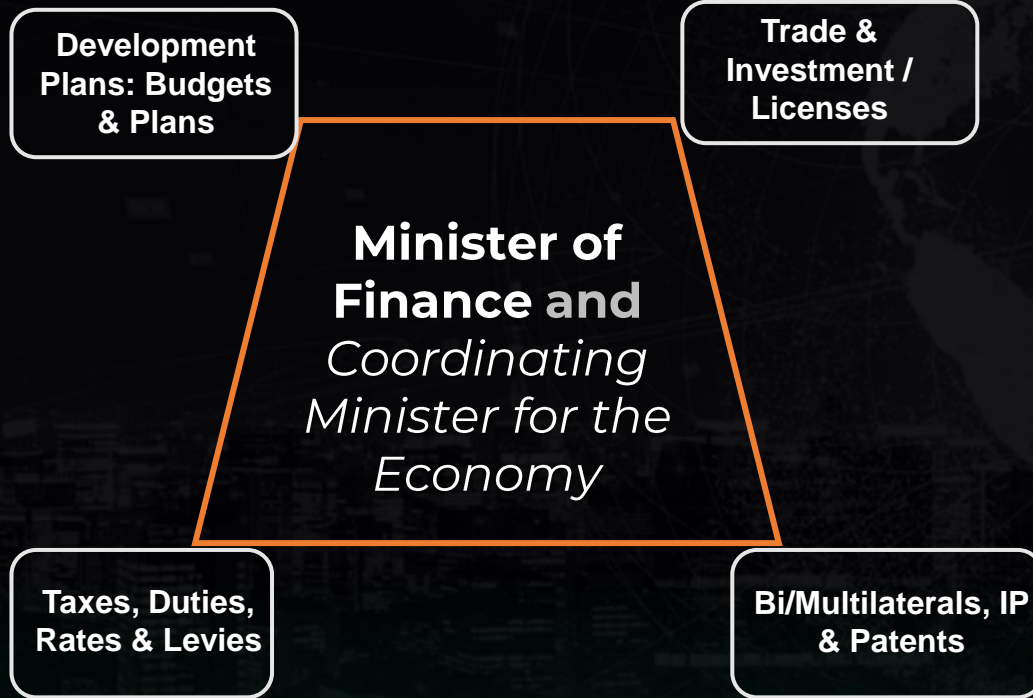 Development
Plans: Budgets
& Plans
Trade &
Investment /
Licenses
Minister of
Finance and
Coordinating
Minister for the
Economy
Taxes, Duties,
Rates & Levies
Bi/Multilaterals, IP
& Patents